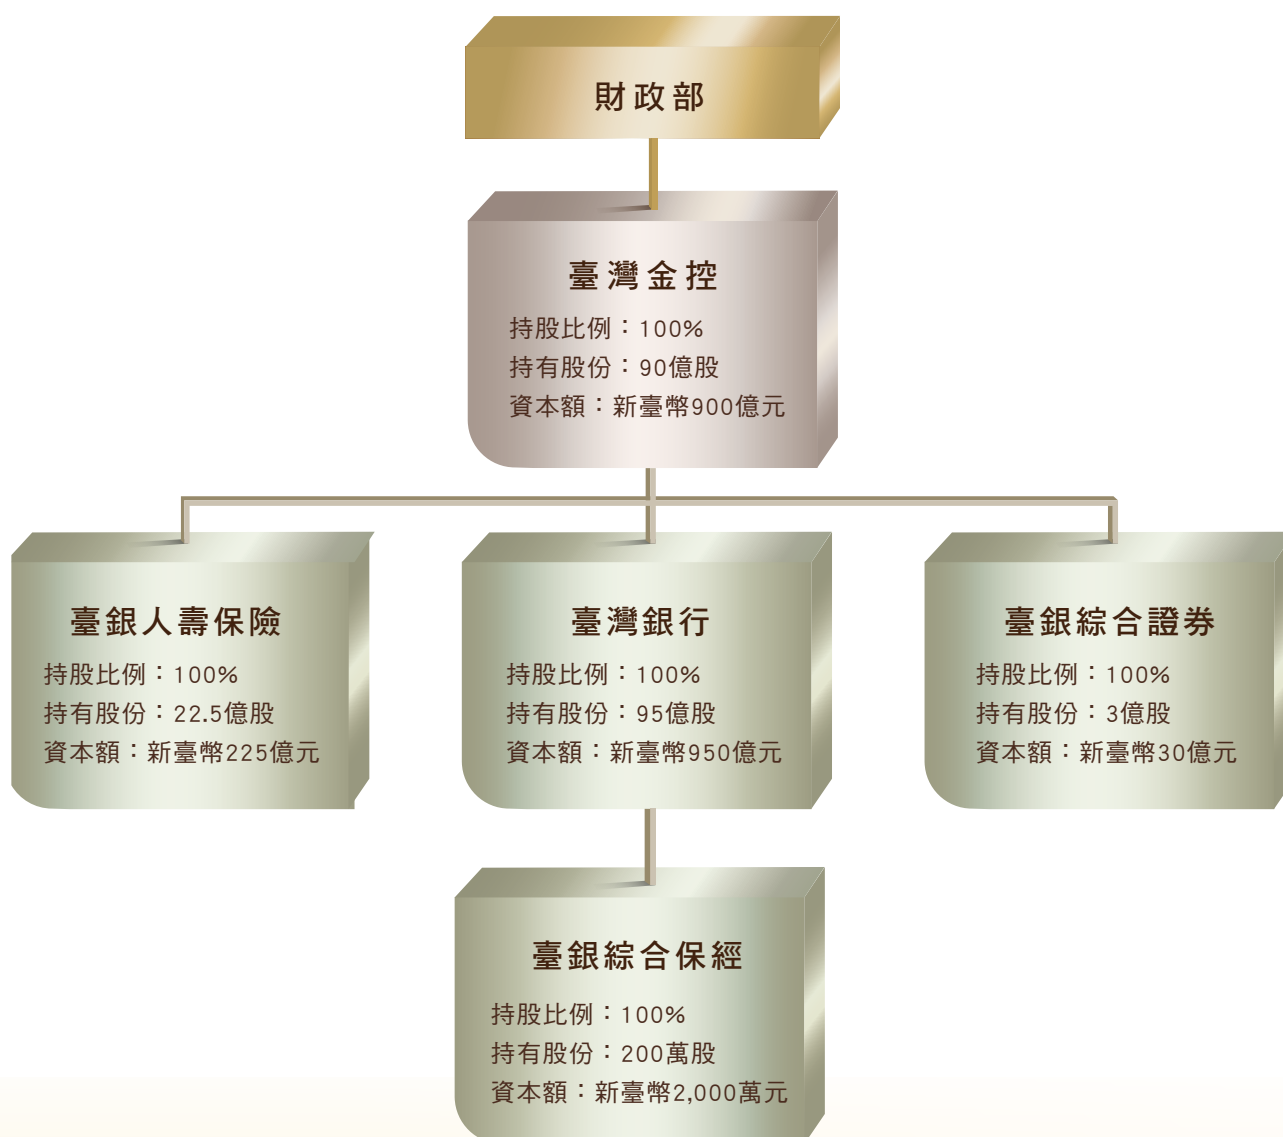 財政部
臺灣金控
持股比例：100%
持有股份：90億股
資本額：新臺幣900億元
臺銀人壽保險
持股比例：100%
持有股份：22.5億股
資本額：新臺幣225億元
臺灣銀行
持股比例：100%
持有股份：95億股
資本額：新臺幣950億元
臺銀綜合證券
持股比例：100%
持有股份：3億股
資本額：新臺幣30億元
臺銀綜合保經
持股比例：100%
持有股份：200萬股
資本額：新臺幣2,000萬元